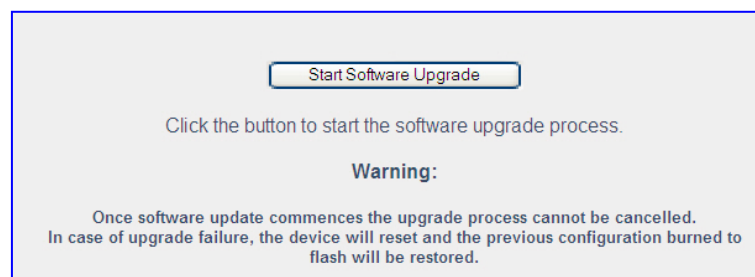 Start Software Upgrade
Click the button to start the software upgrade process.
Warning:
Once software update commences the upgrade process cannot be cancelled.
In case of upgrade failure, the device will reset and the previous configuration burned to
flash will be restored.